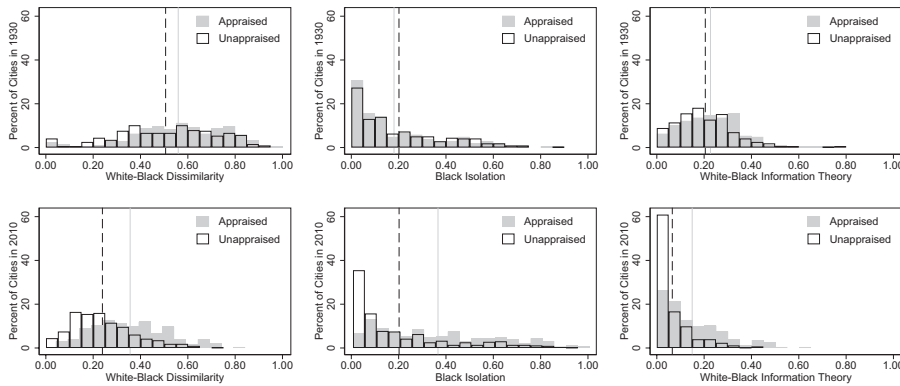 Percent of Cities in 1930
60
40
20
0
Appraised
Unappraised
0.00 0.20 0.40 0.60 0.80 1.00
White-Black Dissimilarity
Percent of Cities in 1930
60
40
20
0
Appraised
Unappraised
0.00 0.20 0.40 0.60 0.80 1.00
Black Isolation
Percent of Cities in 1930
60
40
20
0
Appraised
Unappraised
0.00 0.20 0.40 0.60 0.80 1.00
White-Black Information Theory
Percent of Cities in 2010
60
40
20
0
Appraised
Unappraised
0.00 0.20 0.40 0.60 0.80 1.00
White-Black Dissimilarity
Percent of Cities in 2010
60
40
20
0
Appraised
Unappraised
0.00 0.20 0.40 0.60 0.80 1.00
Black Isolation
Percent of Cities in 2010
60
40
20
0
Appraised
Unappraised
0.00 0.20 0.40 0.60 0.80 1.00
White-Black Information Theory